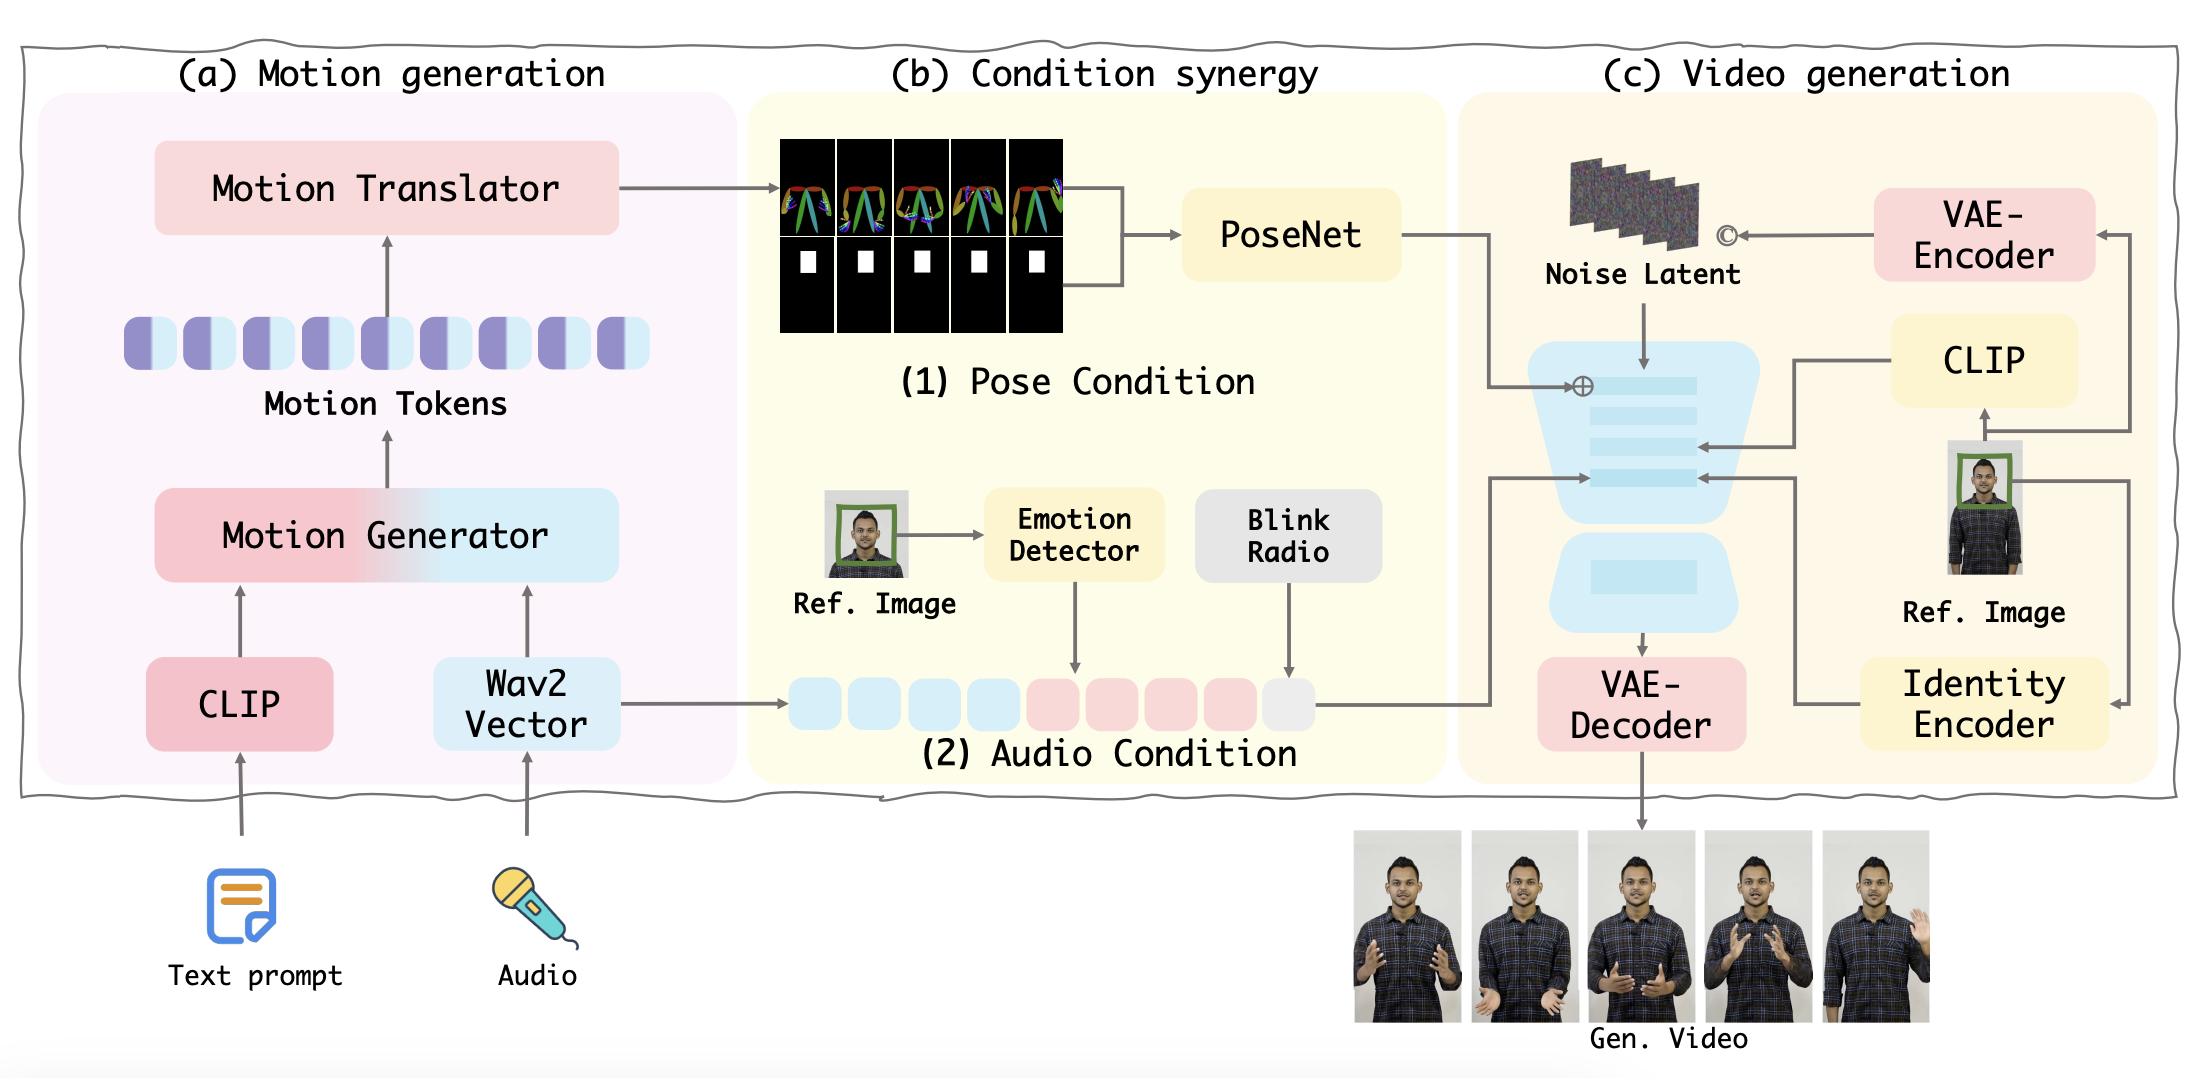 (a) Motion generation
Motion Translator
Motion Tokens
Motion Generator
CLIP
Wav2
Vector
Text prompt
Audio
(b) Condition synergy
PoseNet
(1) Pose Condition
Ref. Image
Emotion
Detector
Blink
Radio
(2) Audio Condition
(c) Video generation
Noise Latent
©
VAE-
Encoder
CLIP
Ref. Image
Identity
Encoder
VAE-
Decoder
Gen. Video